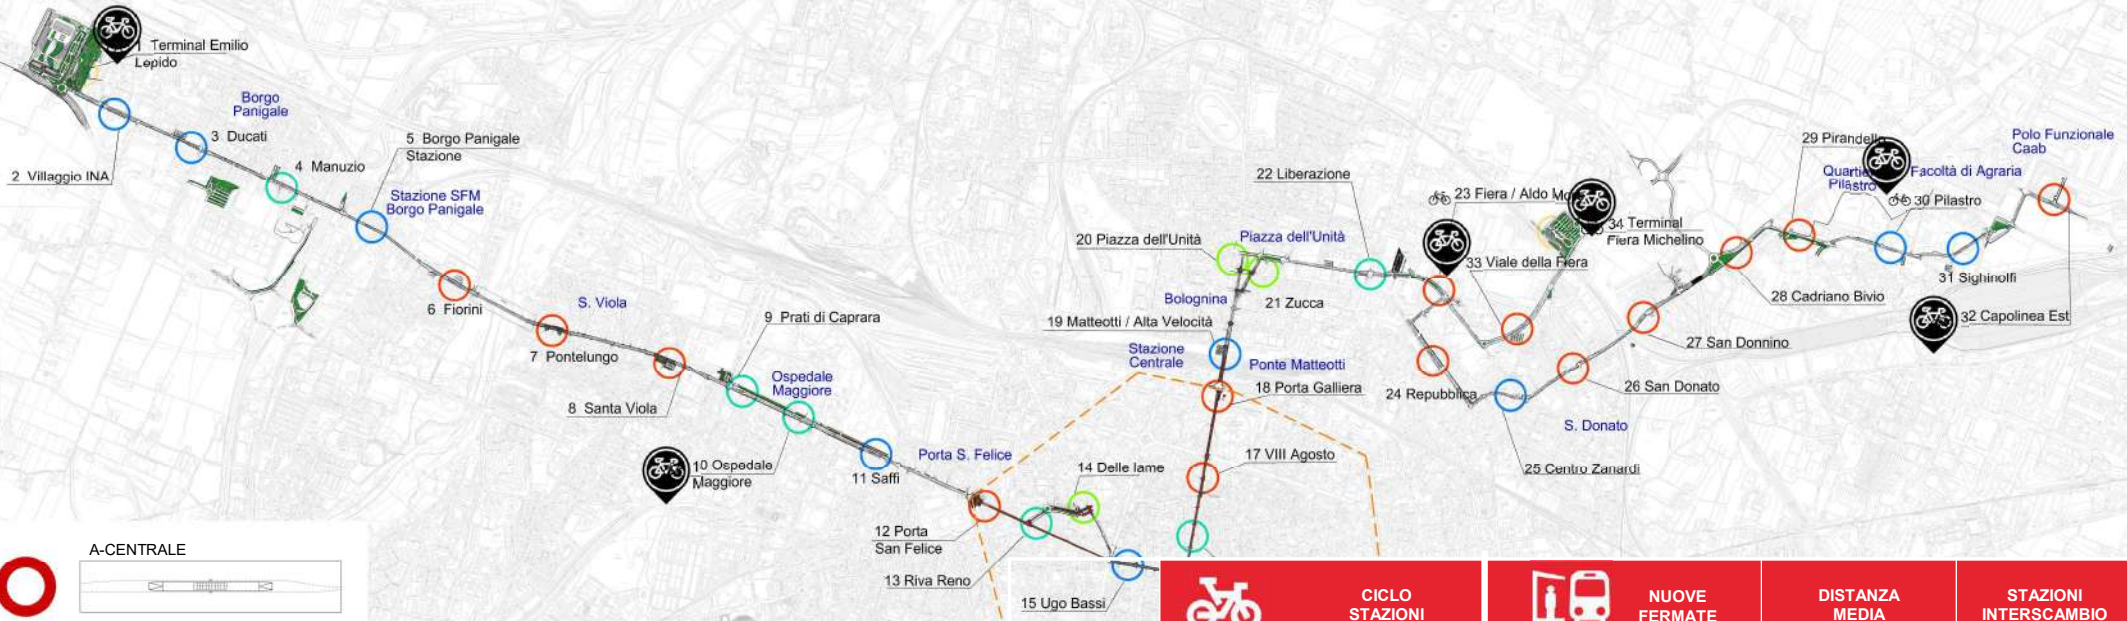 1 Terminal Emilio
Lepido
Borgo
Panigale
2 Villaggio INA
3 Ducati
4 Manuzio
5 Borgo Panigale
Stazione
Stazione SFM
Borgo Panigale
6 Fiorini
S. Viola
7 Pontelungo
8 Santa Viola
9 Prati di Caprara
Ospedale
Maggiore
10 Ospedale
Maggiore
11 Saffi
Porta S. Felice
12 Porta
San Felice
13 Riva Reno
14 Delle lame
15 Ugo Bassi
17 VIII Agosto
18 Porta Galliera
Ponte Matteotti
Stazione
Centrale
19 Matteotti / Alta Velocità
Bolognina
20 Piazza dell'Unità
Piazza dell'Unità
21 Zucca
22 Liberazione
23 Fiera / Aldo
34 Terminal
Fiera Michelino
33 Viale della Fiera
24 Repubblica
25 Centro Zanardi
S. Donato
26 San Donato
27 San Donnino
28 Cadriano Bivio
29 Pirandello
Quartiere
Pilastro
Facoltà di Agraria
30 Pilastro
31 Sighinolfi
Polo Funzionale
Caab
32 Capolinea Est
A-CENTRALE
CICLO
STAZIONI
NUOVE
FERMATE
DISTANZA
MEDIA
STAZIONI
INTERSCAMBIO